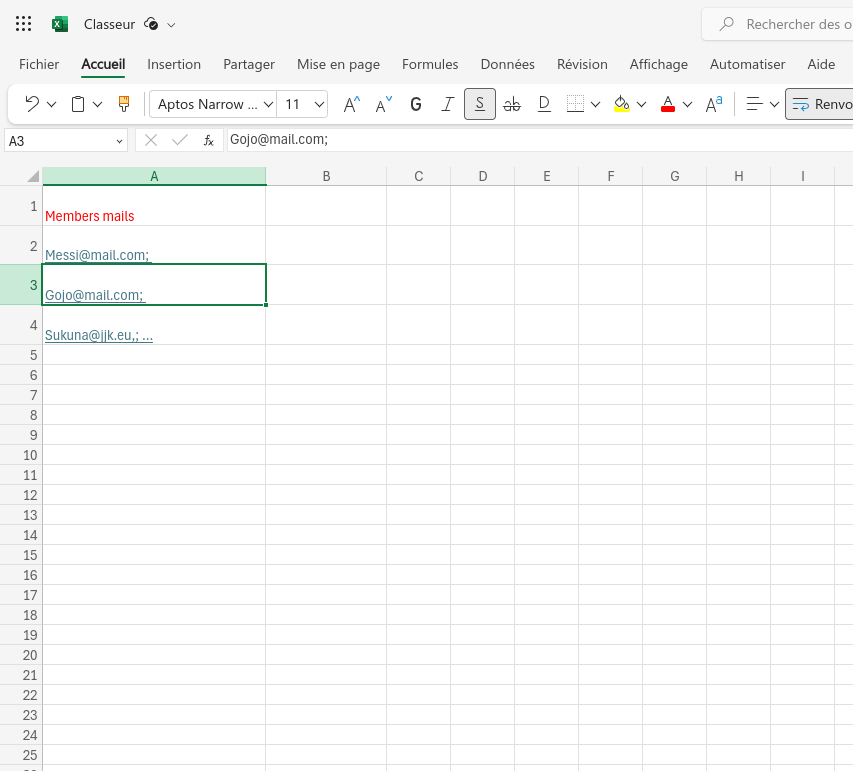 Classeur
Rechercher des o
Fichier Accueil Insertion Partager Mise en page Formules Données Révision Affichage Automatiser Aide
Aptos Narrow ... 11 A A G I S ab D A Aa Renvo
A3 fx Gojo@mail.com;
A B C D E F G H I
1 Members mails
2 Messi@mail.com;
3 Gojo@mail.com;
4 Sukuna@jjk.eu,; ...
5
6
7
8
9
10
11
12
13
14
15
16
17
18
19
20
21
22
23
24
25